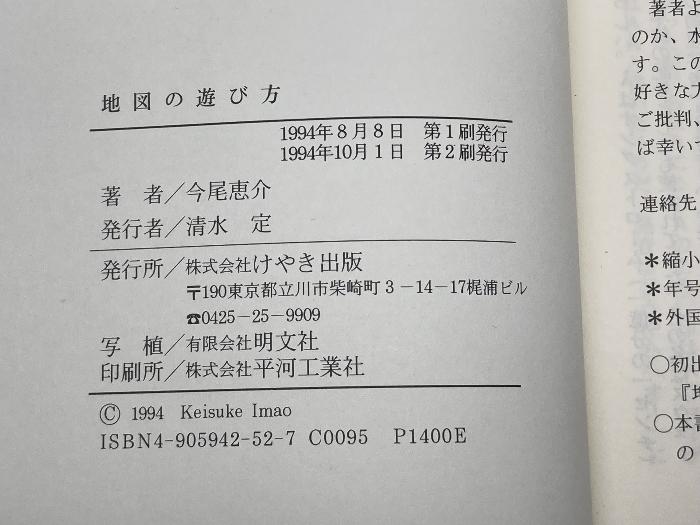 地図の遊び方
1994年8月8日 第1刷発行
1994年10月1日 第2刷発行
著 者／今尾恵介
発行者／清水 定
発行所／株式会社けやき出版
〒190東京都立川市柴崎町3-14-17梶浦ビル
☎0425-25-9909
写 植／有限会社明文社
印刷所／株式会社平河工業社
Ⓒ 1994 Keisuke Imao
ISBN4-905942-52-7 C0095 P1400E
著者よ
のか、水
す。この
好きな
ご批判、
ば幸いで
連絡先
＊縮小
＊年号
＊外国
〇初出
『地
〇本書
の